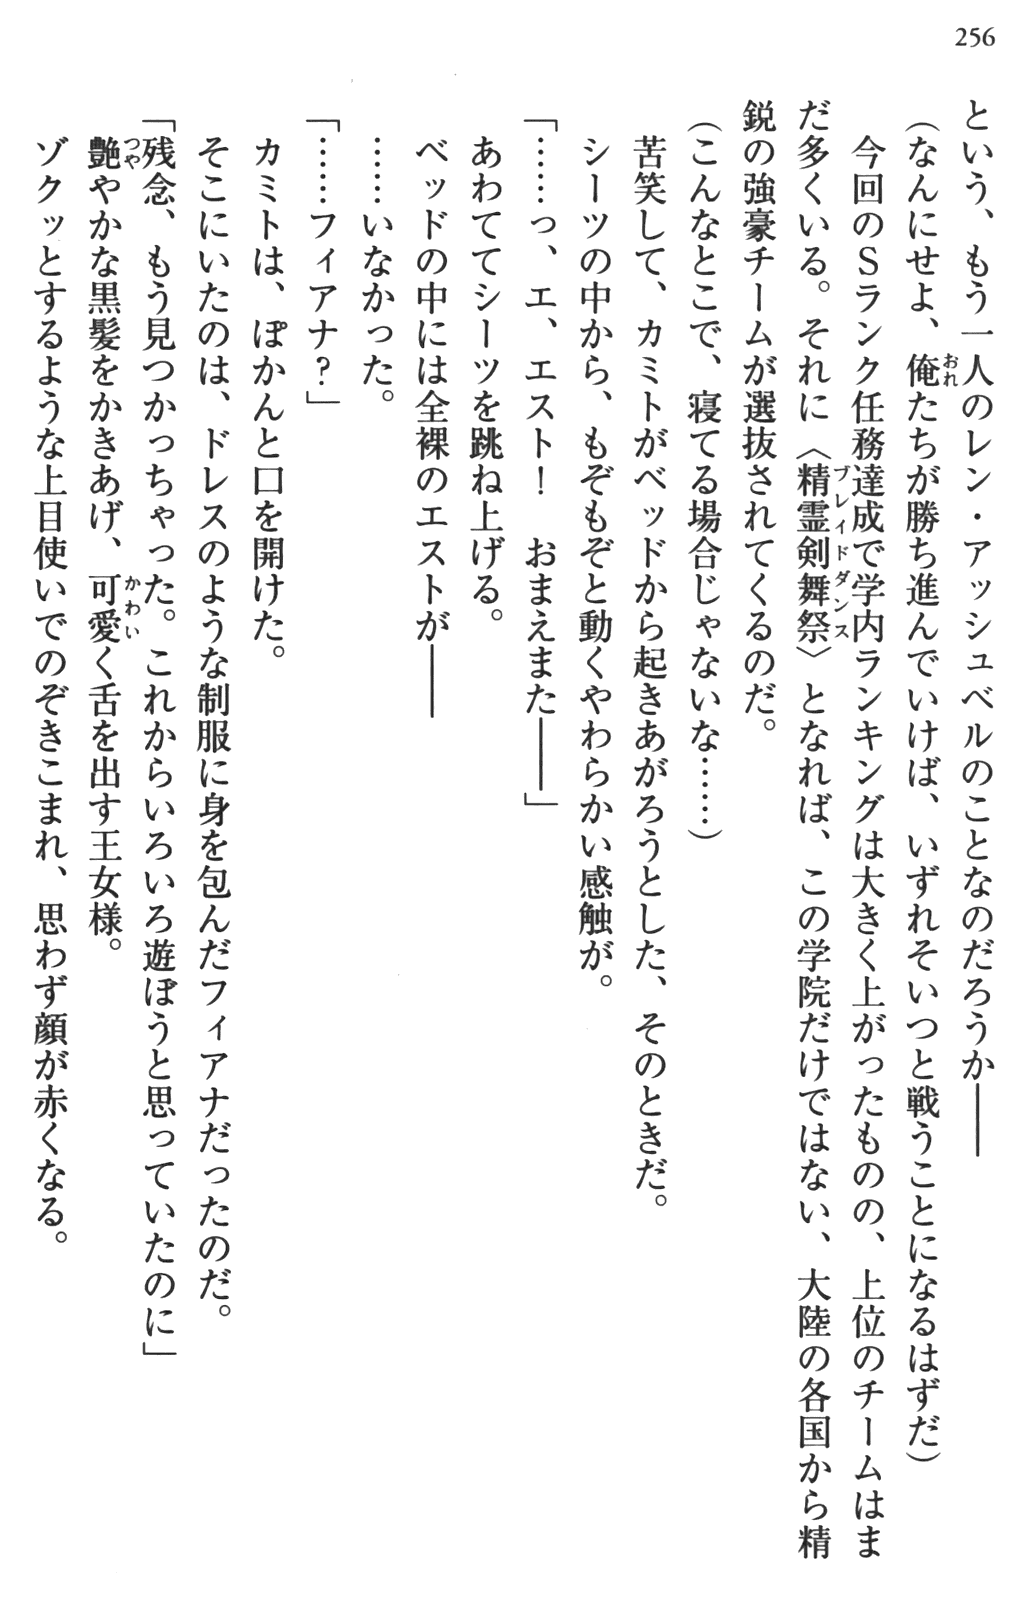 256
という、もう一人のレン・アッシュベルのことなのだろうか――
（なんにせよ、俺たちが勝ち進んでいけば、いずれそいつと戦うことになるはずだ）
今回のSランク任務達成で学内ランキングは大きく上がったものの、上位のチームはま
だ多くいる。それに〈精霊剣舞祭〉となれば、この学院だけではない、大陸の各国から精
鋭の強豪チームが選抜されてくるのだ。
（こんなとこで、寝てる場合じゃないな……）
苦笑して、カミトがベッドから起きあがろうとした、そのときだ。
シーツの中から、もぞもぞと動くやわらかい感触が。
「……っ、エ、エスト！　おまえまた――」
あわててシーツを跳ね上げる。
ベッドの中には全裸のエストが――
……いなかった。
「……フィアナ？」
カミトは、ぽかんと口を開けた。
そこにいたのは、ドレスのような制服に身を包んだフィアナだったのだ。
「残念、もう見つかっちゃった。これからいろいろ遊ぼうと思っていたのに」
艶やかな黒髪をかきあげ、可愛く舌を出す王女様。
ゾクッとするような上目使いでのぞきこまれ、思わず顔が赤くなる。
おれ
ブレイドダンス
つや
かわい